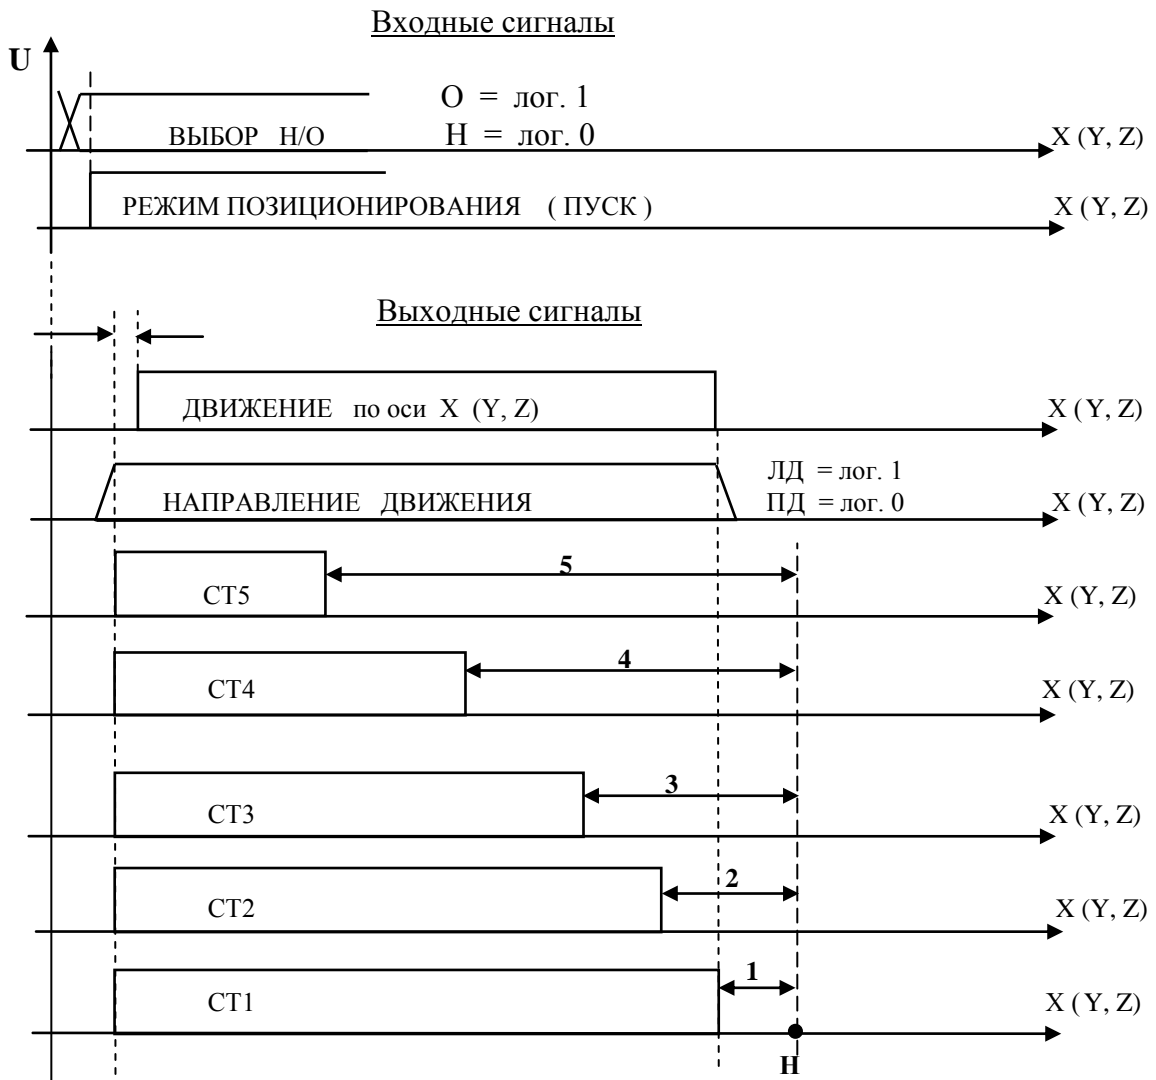 Входные сигналы
U
О = лог. 1
ВЫБОР Н/О
Н = лог. 0
X (Y, Z)
РЕЖИМ ПОЗИЦИОНИРОВАНИЯ ( ПУСК )
X (Y, Z)
Выходные сигналы
ДВИЖЕНИЕ по оси X (Y, Z)
X (Y, Z)
ЛД = лог. 1
НАПРАВЛЕНИЕ ДВИЖЕНИЯ
ПД = лог. 0
X (Y, Z)
5
СТ5
X (Y, Z)
4
СТ4
X (Y, Z)
3
СТ3
X (Y, Z)
2
СТ2
X (Y, Z)
1
СТ1
X (Y, Z)
Н